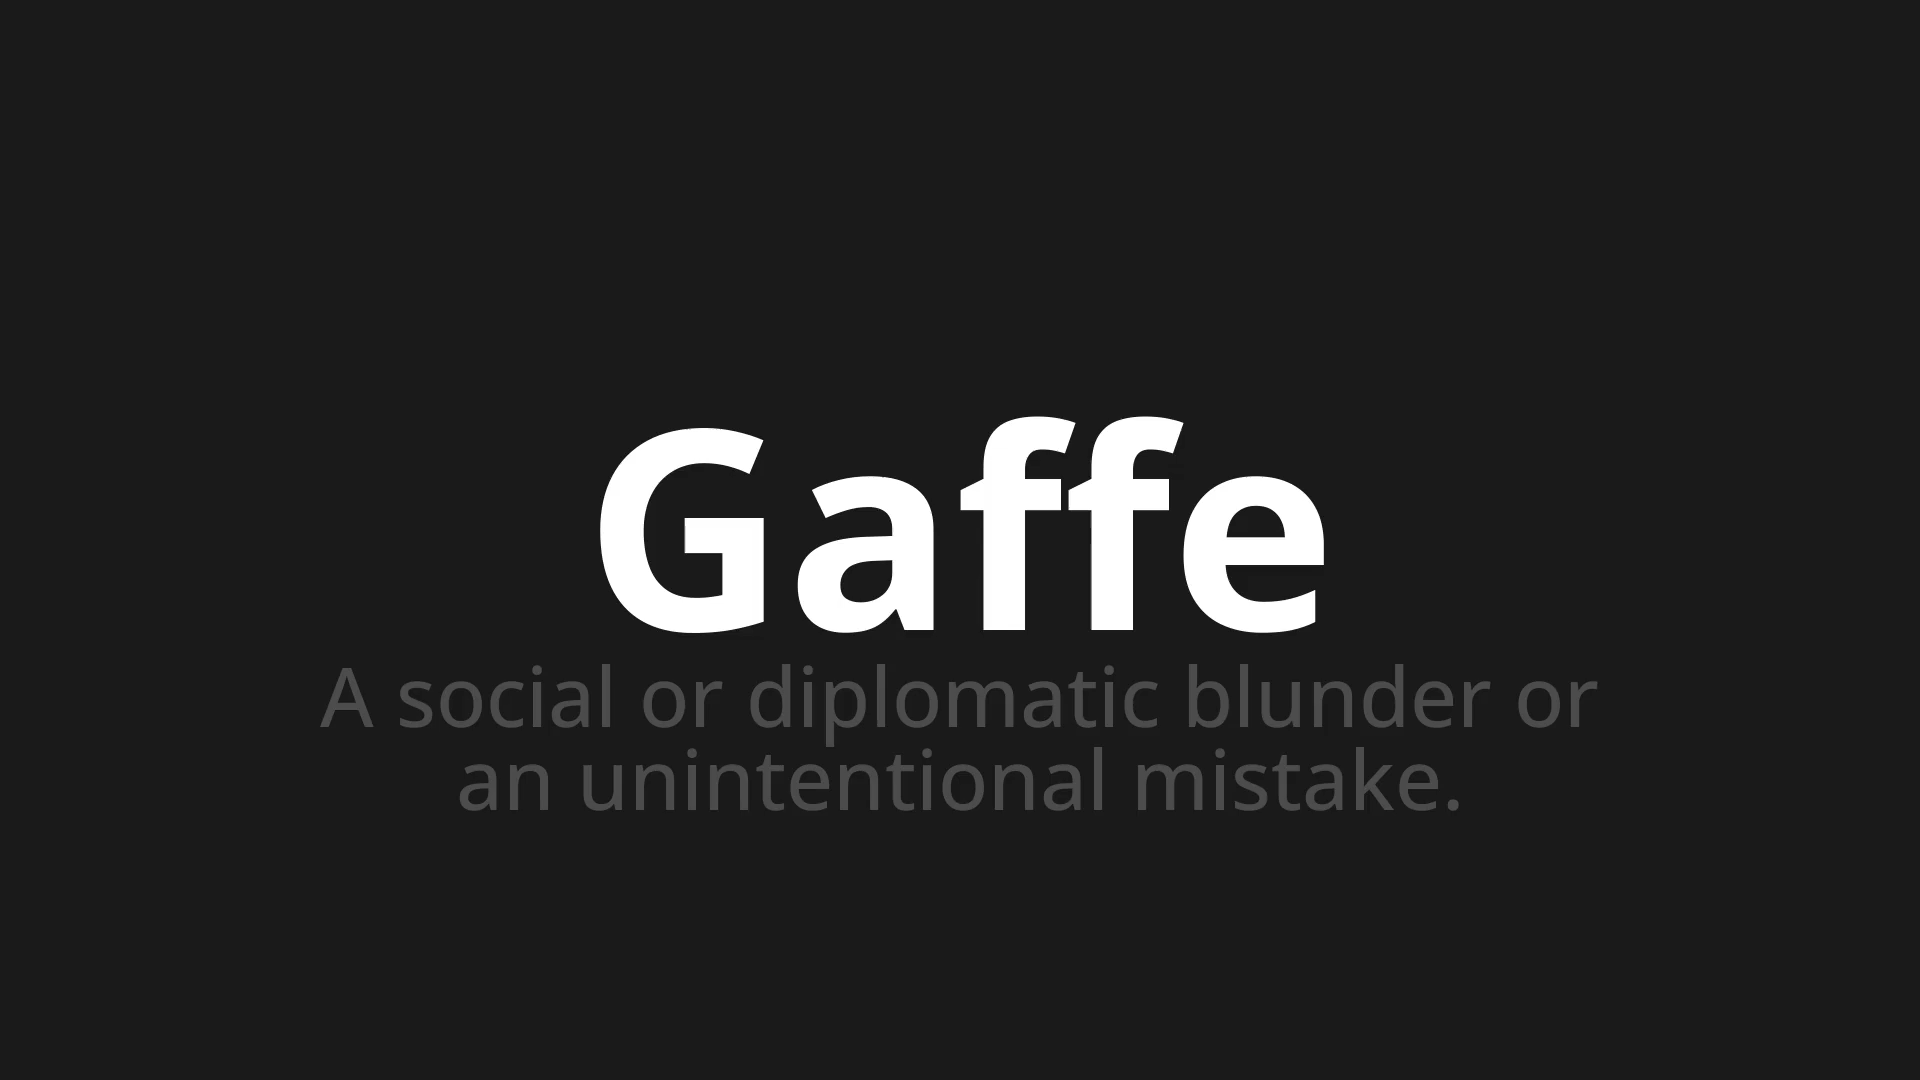 Gaffe
A social or diplomatic blunder or
an unintentional mistake.